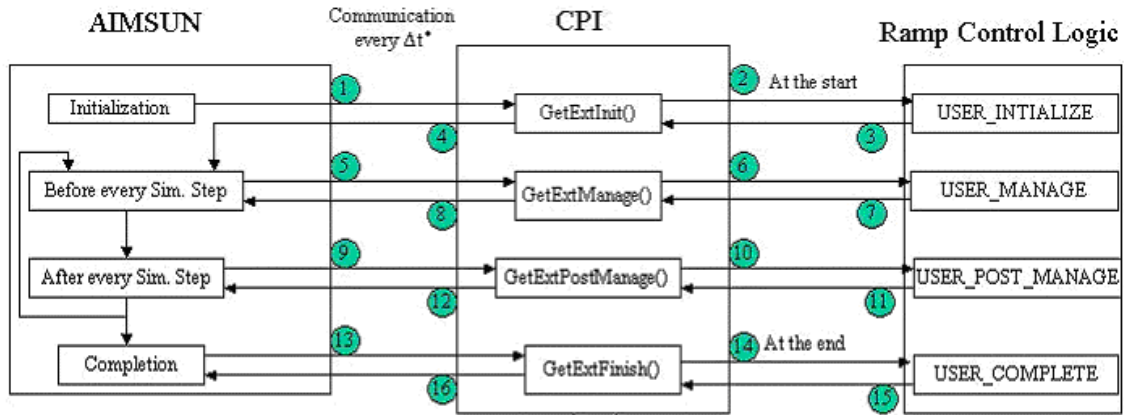 AIMSUN
Communication
every Δt*
CPI
Ramp Control Logic
1
2
At the start
Initialization
GetExtInit()
USER_INTIALIZE
4
3
5
6
Before every Sim. Step
GetExtManage()
USER_MANAGE
8
7
9
10
After every Sim. Step
GetExtPostManage()
USER_POST_MANAGE
12
11
13
14
At the end
Completion
GetExtFinish()
USER_COMPLETE
16
15